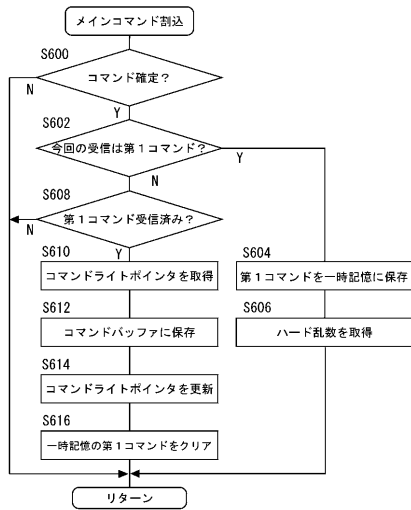 メインコマンド割込
S600
コマンド確定？
N
Y
S602
今回の受信は第１コマンド？
Y
N
S608
第１コマンド受信済み？
N
Y
S610
コマンドライトポインタを取得
S604
第１コマンドを一時記憶に保存
S612
コマンドバッファに保存
S606
ハード乱数を取得
S614
コマンドライトポインタを更新
S616
一時記憶の第１コマンドをクリア
リターン